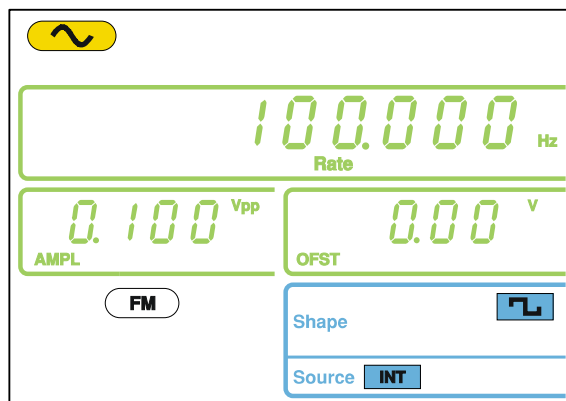 100.000 Hz
Rate
0.100 Vpp
AMPL
0.00 V
OFST
FM
Shape
Source INT